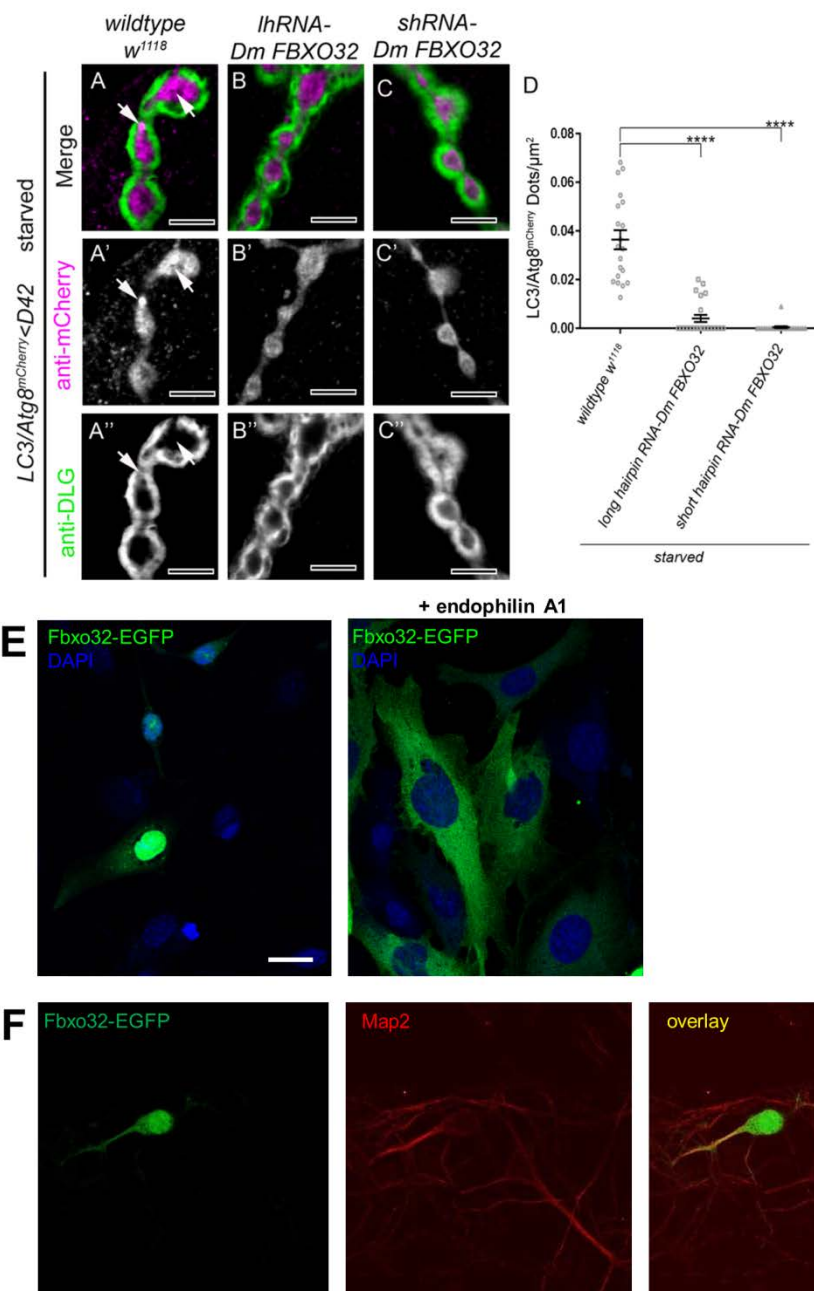 wildtype
w1118
lhRNA-
Dm FBXO32
shRNA-
Dm FBXO32
LC3/Atg8mCherry<D42 starved
Merge
anti-mCherry
anti-DLG
A
B
C
A'
B'
C'
A''
B''
C''
D
****
****
LC3/Atg8mCherry Dots/µm2
0.08
0.06
0.04
0.02
0.00
wildtype w1118
long hairpin RNA-Dm FBXO32
short hairpin RNA-Dm FBXO32
starved
E
Fbxo32-EGFP
DAPI
+ endophilin A1
Fbxo32-EGFP
DAPI
F
Fbxo32-EGFP
Map2
overlay